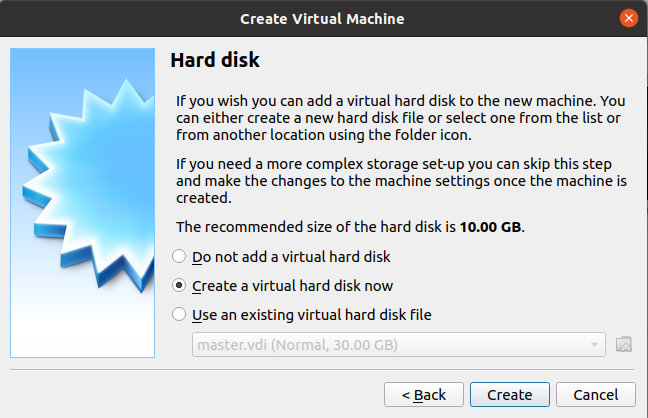 Create Virtual Machine
Hard disk
If you wish you can add a virtual hard disk to the new machine. You
can either create a new hard disk file or select one from the list or
from another location using the folder icon.
If you need a more complex storage set-up you can skip this step
and make the changes to the machine settings once the machine is
created.
The recommended size of the hard disk is 10.00 GB.
Do not add a virtual hard disk
Create a virtual hard disk now
Use an existing virtual hard disk file
master.vdi (Normal, 30.00 GB)
< Back
Create
Cancel